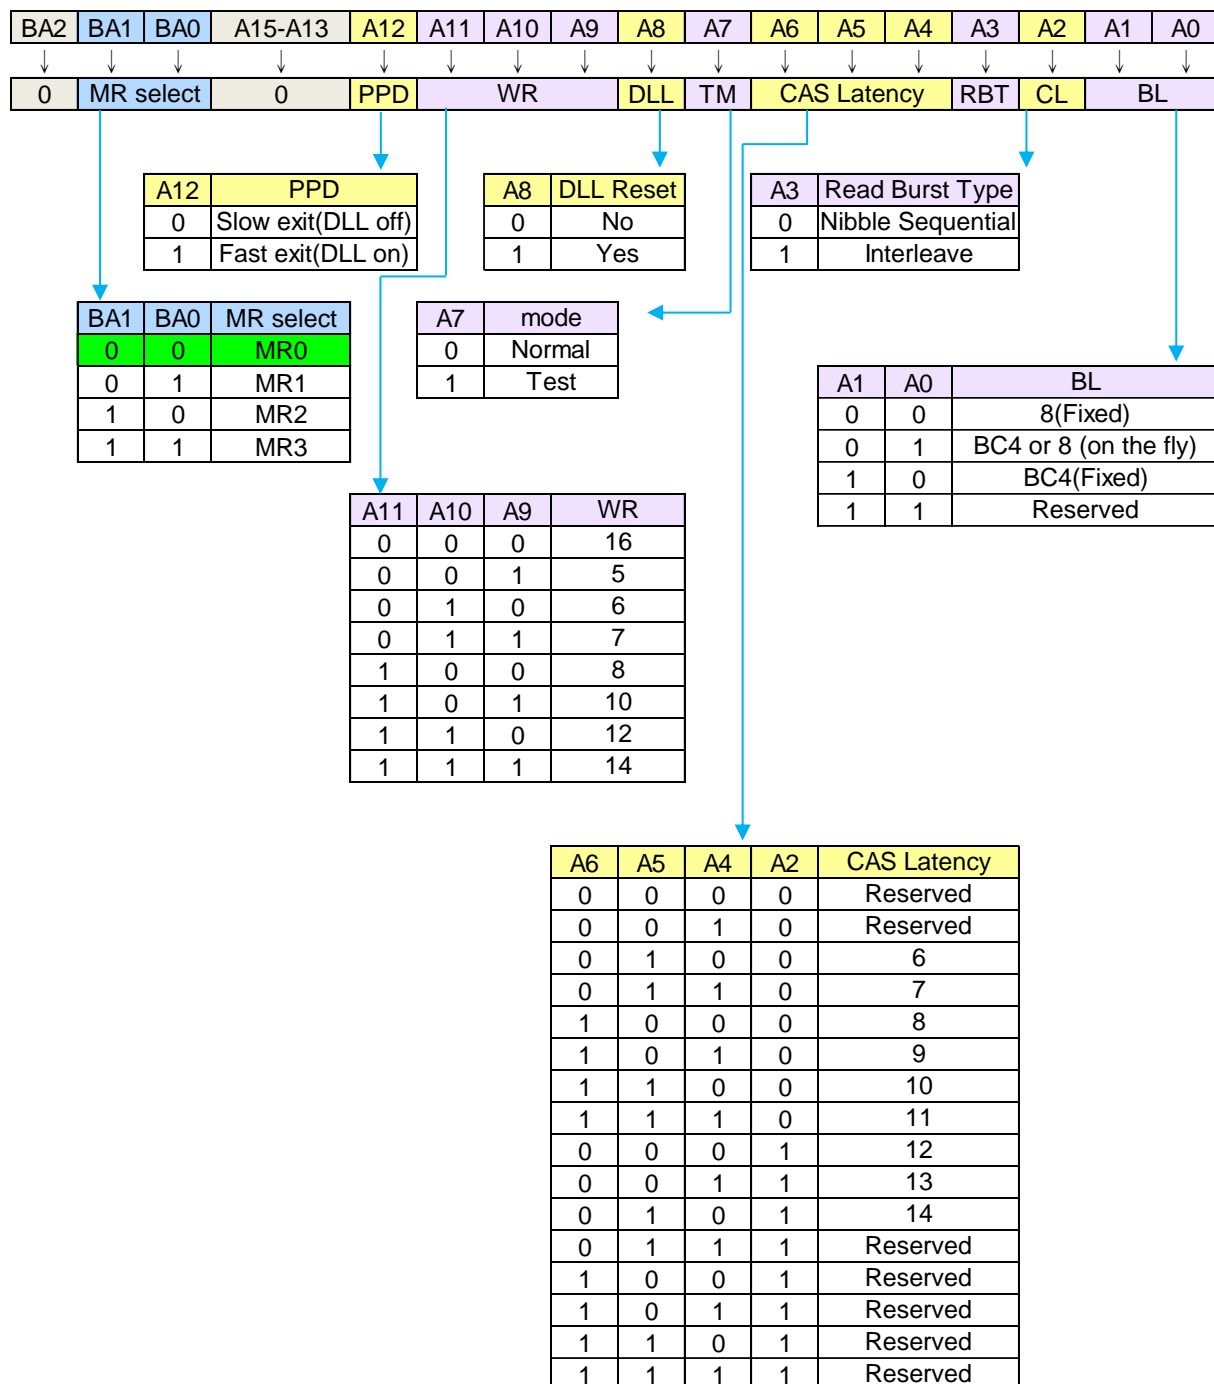 BA2 BA1 BA0 A15-A13 A12 A11 A10 A9 A8 A7 A6 A5 A4 A3 A2 A1 A0
0 MR select 0 PPD WR DLL TM CAS Latency RBT CL BL
A12 PPD
0 Slow exit(DLL off)
1 Fast exit(DLL on)
A8 DLL Reset
0 No
1 Yes
A3 Read Burst Type
0 Nibble Sequential
1 Interleave
BA1 BA0 MR select
0 0 MR0
0 1 MR1
1 0 MR2
1 1 MR3
A7 mode
0 Normal
1 Test
A1 A0 BL
0 0 8(Fixed)
0 1 BC4 or 8 (on the fly)
1 0 BC4(Fixed)
1 1 Reserved
A11 A10 A9 WR
0 0 0 16
0 0 1 5
0 1 0 6
0 1 1 7
1 0 0 8
1 0 1 10
1 1 0 12
1 1 1 14
A6 A5 A4 A2 CAS Latency
0 0 0 0 Reserved
0 0 1 0 Reserved
0 1 0 0 6
0 1 1 0 7
1 0 0 0 8
1 0 1 0 9
1 1 0 0 10
1 1 1 0 11
0 0 0 1 12
0 0 1 1 13
0 1 0 1 14
0 1 1 1 Reserved
1 0 0 1 Reserved
1 0 1 1 Reserved
1 1 0 1 Reserved
1 1 1 1 Reserved